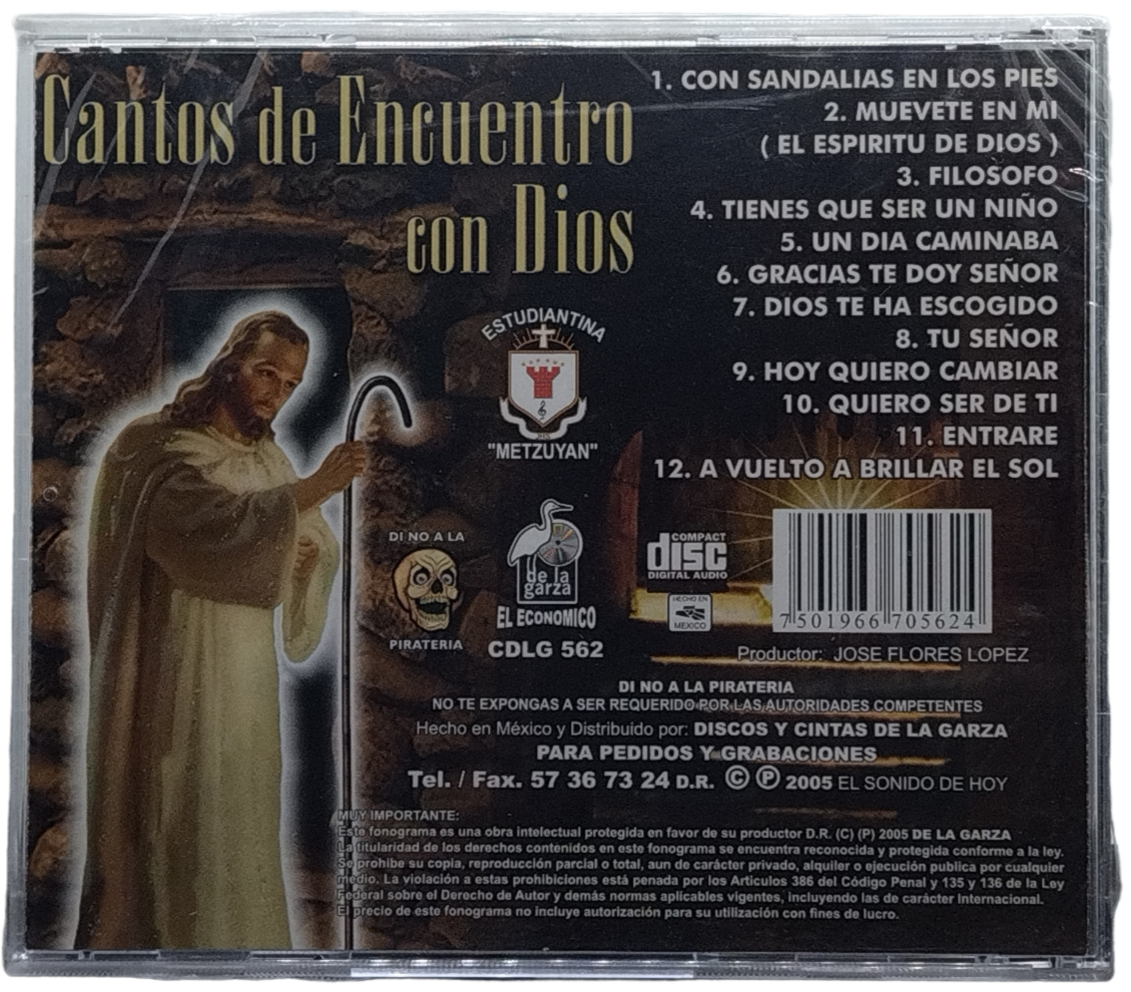 Cantos de Encuentro
con Dios
1. CON SANDALIAS EN LOS PIES
2. MUEVETE EN MI
( EL ESPIRITU DE DIOS )
3. FILOSOFO
4. TIENES QUE SER UN NIÑO
5. UN DIA CAMINABA
6. GRACIAS TE DOY SEÑOR
7. DIOS TE HA ESCOGIDO
8. TU SEÑOR
9. HOY QUIERO CAMBIAR
10. QUIERO SER DE TI
11. ENTRARE
12. A VUELTO A BRILLAR EL SOL
ESTUDIANTINA
"METZUYAN"
DI NO A LA
PIRATERIA
de la
garza
EL ECONOMICO
CDLG 562
COMPACT
disc
DIGITAL AUDIO
HECHO EN
MEXICO
7 501966 705624
Productor: JOSE FLORES LOPEZ
DI NO A LA PIRATERIA
NO TE EXPONGAS A SER REQUERIDO POR LAS AUTORIDADES COMPETENTES
Hecho en México y Distribuido por: DISCOS Y CINTAS DE LA GARZA
PARA PEDIDOS Y GRABACIONES
Tel. / Fax. 57 36 73 24 D.R. © ℗ 2005 EL SONIDO DE HOY
MUY IMPORTANTE:
Este fonograma es una obra intelectual protegida en favor de su productor D.R. (C) (P) 2005 DE LA GARZA
La titularidad de los derechos contenidos en este fonograma se encuentra reconocida y protegida conforme a la ley.
Se prohibe su copia, reproducción parcial o total, aun de carácter privado, alquiler o ejecución publica por cualquier
medio. La violación a estas prohibiciones está penada por los Articulos 386 del Código Penal y 135 y 136 de la Ley
Federal sobre el Derecho de Autor y demás normas aplicables vigentes, incluyendo las de carácter Internacional.
El precio de este fonograma no incluye autorización para su utilización con fines de lucro.